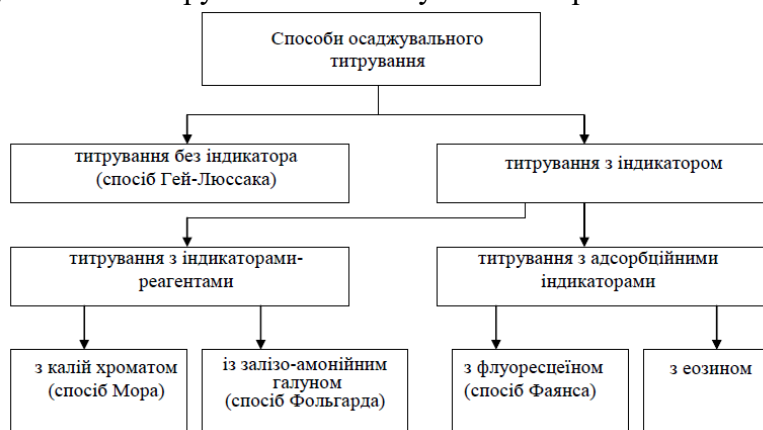 Способи осаджувального
титрування
титрування без індикатора
(спосіб Гей-Люссака)
титрування з індикатором
титрування з індикаторами-
реагентами
титрування з адсорбційними
індикаторами
з калій хроматом
(спосіб Мора)
із залізо-амонійним
галуном
(спосіб Фольгарда)
з флуоресцеїном
(спосіб Фаянса)
з еозином